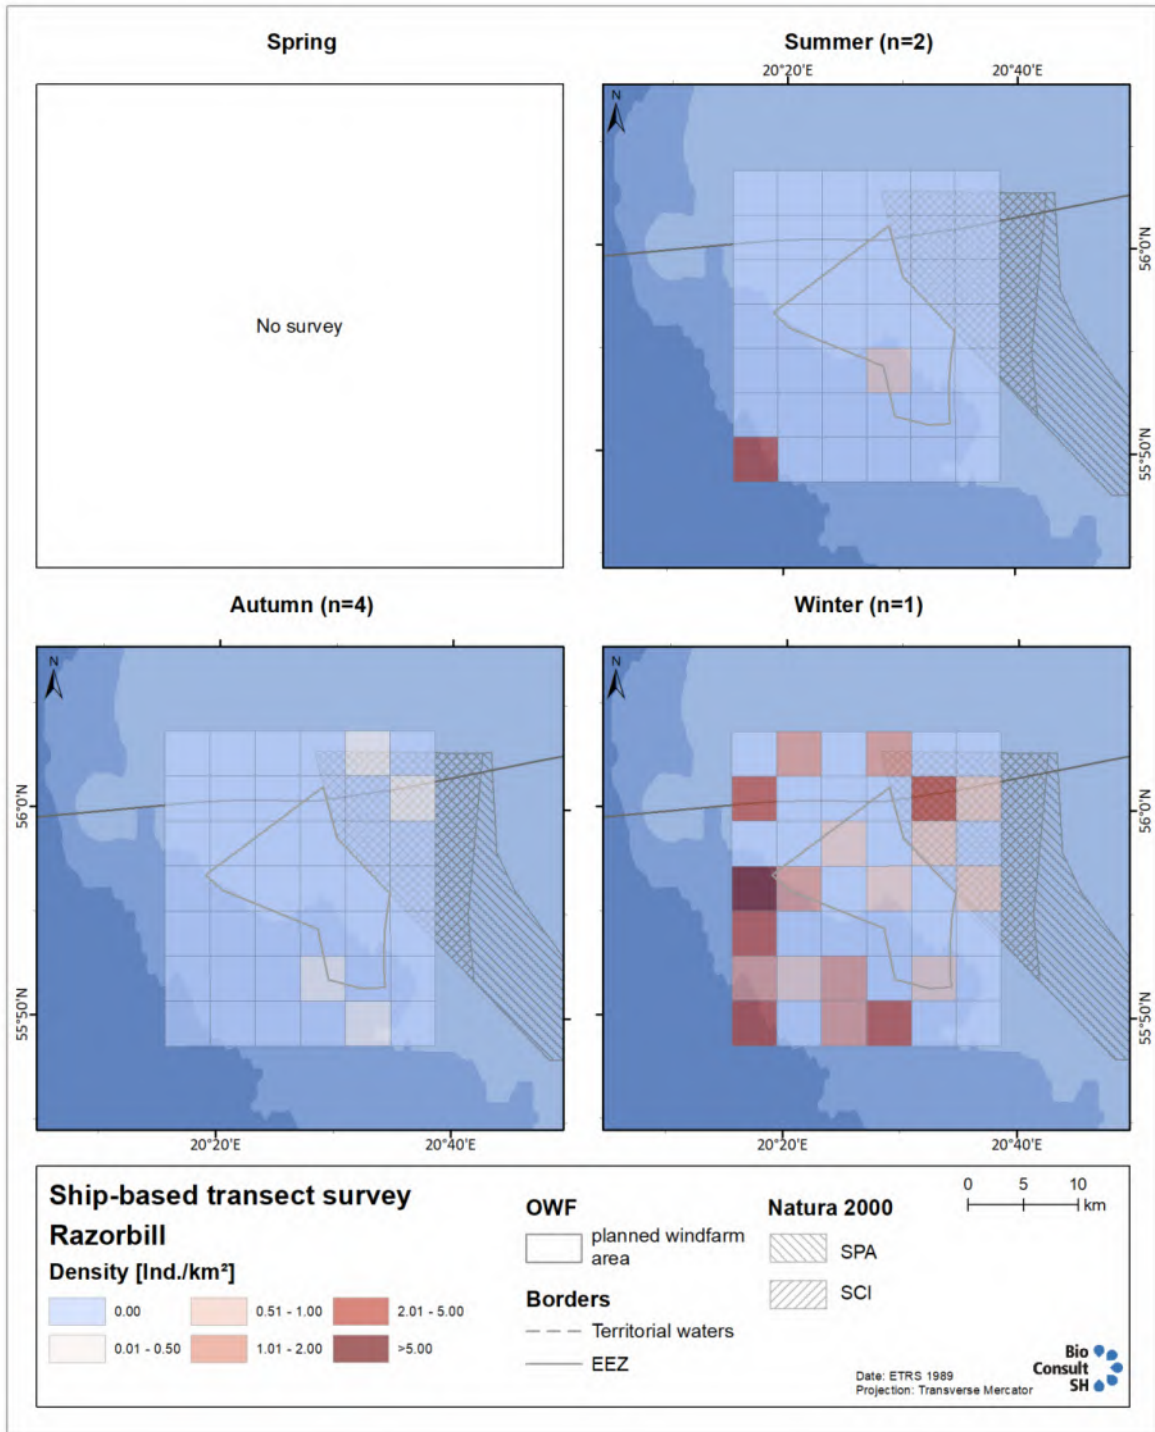 Spring
No survey
Summer (n=2)
20°20'E
20°40'E
N
56°0'N
55°50'N
Autumn (n=4)
N
56°0'N
55°50'N
20°20'E
20°40'E
Winter (n=1)
N
56°0'N
55°50'N
20°20'E
20°40'E
Ship-based transect survey
Razorbill
Density [Ind./km²]
0.00
0.51 - 1.00
2.01 - 5.00
0.01 - 0.50
1.01 - 2.00
>5.00
OWF
planned windfarm
area
Borders
Territorial waters
EEZ
Natura 2000
SPA
SCI
0 5 10
km
Date: ETRS 1989
Projection: Transverse Mercator
Bio
Consult
SH